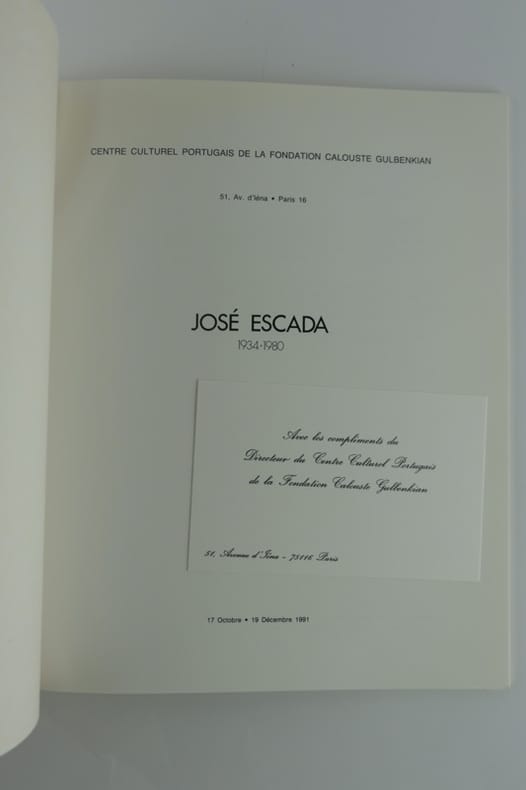 CENTRE CULTUREL PORTUGAIS DE LA FONDATION CALOUSTE GULBENKIAN
51, Av. d'Iéna • Paris 16
JOSÉ ESCADA
1934-1980
Avec les compliments du
Directeur du Centre Culturel Portugais
de la Fondation Calouste Gulbenkian
51, Avenue d'Iéna - 75116 Paris
17 Octobre • 19 Décembre 1991